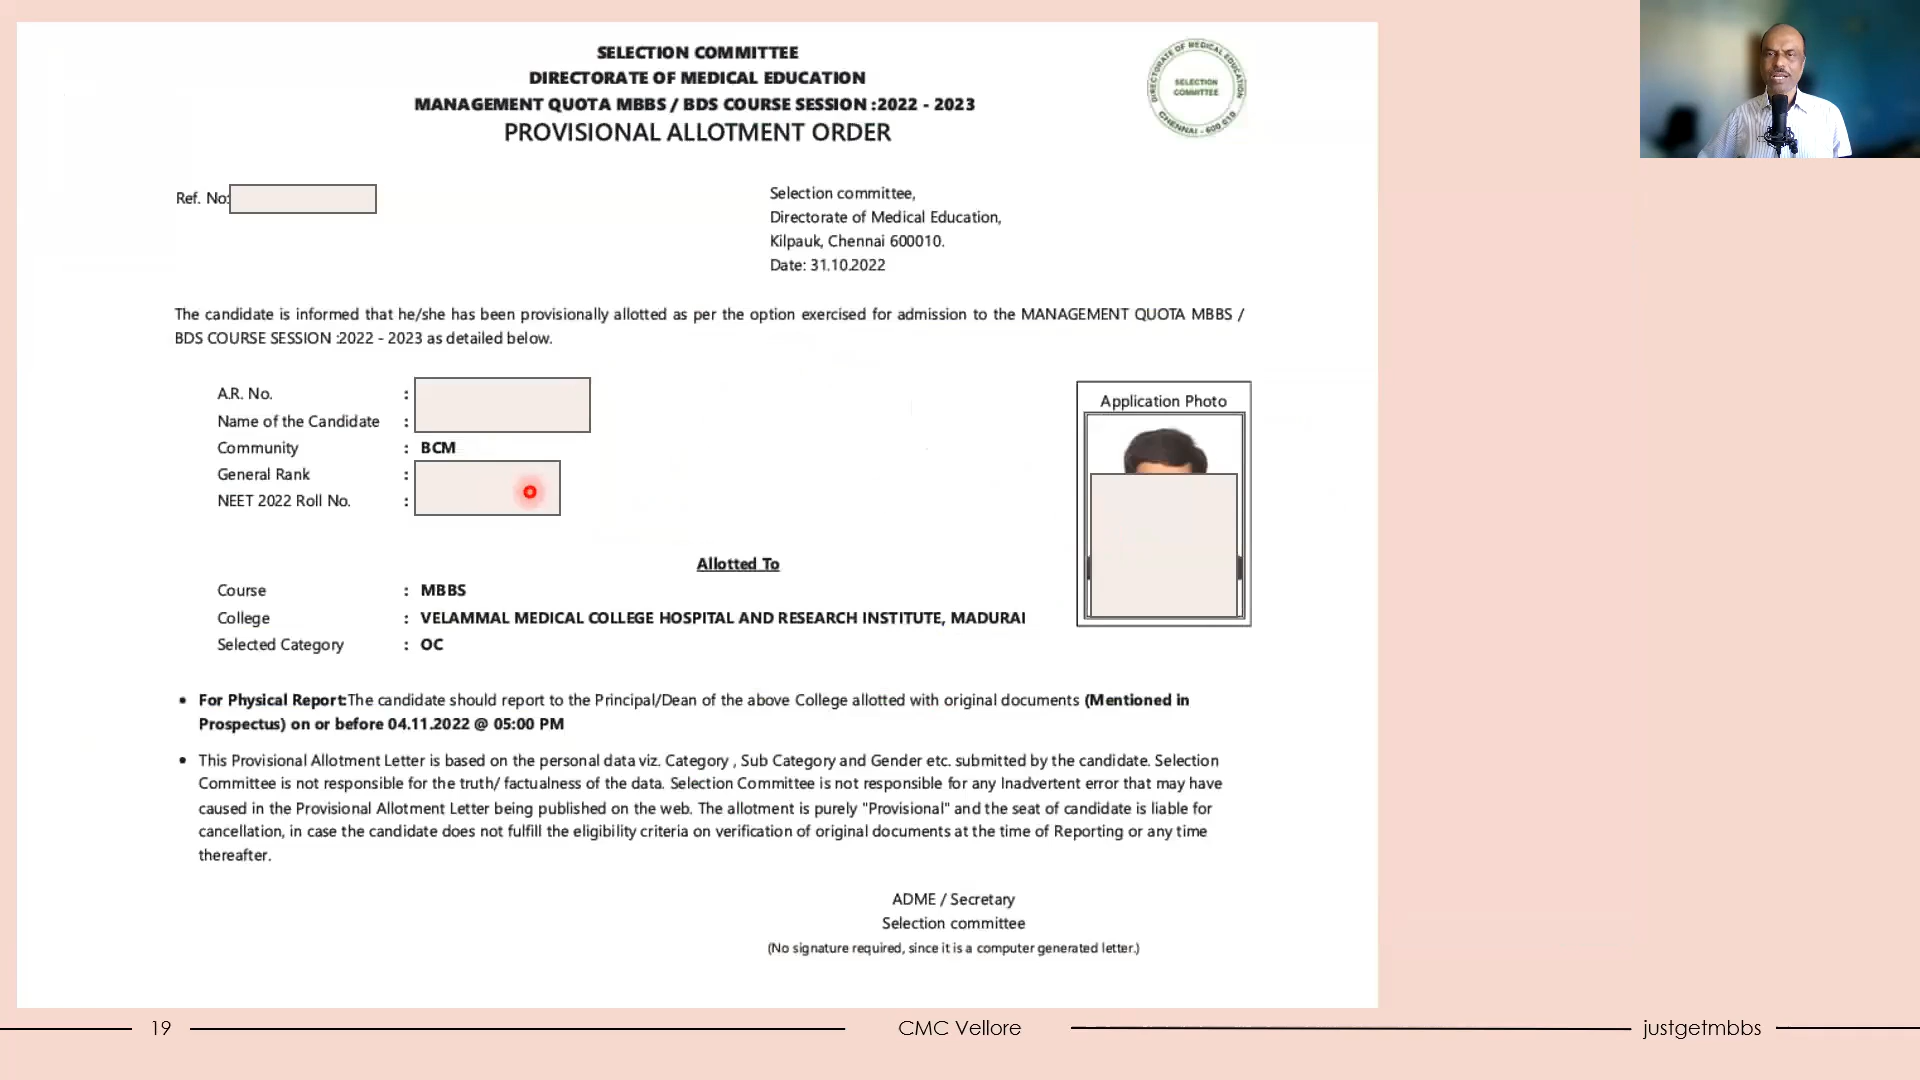 SELECTION COMMITTEE
DIRECTORATE OF MEDICAL EDUCATION
MANAGEMENT QUOTA MBBS / BDS COURSE SESSION :2022 - 2023
PROVISIONAL ALLOTMENT ORDER
DIRECTORATE OF MEDICAL EDUCATION
SELECTION
COMMITTEE
CHENNAI - 600 010
Ref. No:
Selection committee,
Directorate of Medical Education,
Kilpauk, Chennai 600010.
Date: 31.10.2022
The candidate is informed that he/she has been provisionally allotted as per the option exercised for admission to the MANAGEMENT QUOTA MBBS /
BDS COURSE SESSION :2022 - 2023 as detailed below.
A.R. No. :
Name of the Candidate :
Community : BCM
General Rank :
NEET 2022 Roll No. :
Application Photo
Allotted To
Course : MBBS
College : VELAMMAL MEDICAL COLLEGE HOSPITAL AND RESEARCH INSTITUTE, MADURAI
Selected Category : OC
• For Physical Report:The candidate should report to the Principal/Dean of the above College allotted with original documents (Mentioned in
Prospectus) on or before 04.11.2022 @ 05:00 PM
• This Provisional Allotment Letter is based on the personal data viz. Category , Sub Category and Gender etc. submitted by the candidate. Selection
Committee is not responsible for the truth/ factualness of the data. Selection Committee is not responsible for any Inadvertent error that may have
caused in the Provisional Allotment Letter being published on the web. The allotment is purely "Provisional" and the seat of candidate is liable for
cancellation, in case the candidate does not fulfill the eligibility criteria on verification of original documents at the time of Reporting or any time
thereafter.
ADME / Secretary
Selection committee
(No signature required, since it is a computer generated letter.)
19
CMC Vellore
justgetmbbs